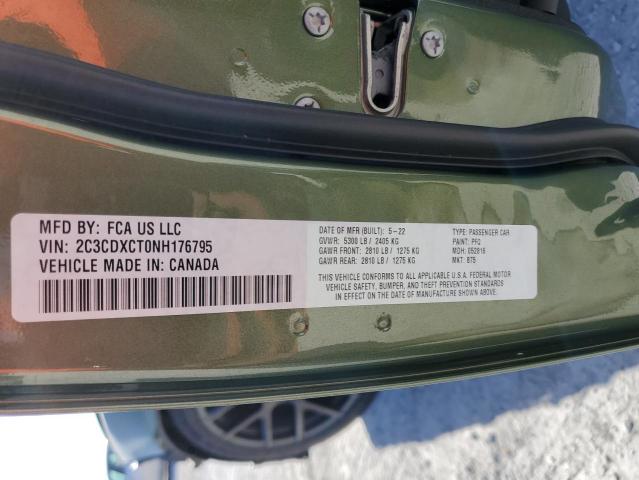 MFD BY: FCA US LLC
VIN: 2C3CDXCT0NH176795
VEHICLE MADE IN: CANADA
DATE OF MFR (BUILT): 5-22
GVWR: 5300 LB / 2405 KG
GAWR FRONT: 2810 LB / 1275 KG
GAWR REAR: 2810 LB / 1275 KG
TYPE: PASSENGER CAR
PAINT: PFQ
MDH: 052816
MKT: B75
THIS VEHICLE CONFORMS TO ALL APPLICABLE U.S.A. FEDERAL MOTOR
VEHICLE SAFETY, BUMPER, AND THEFT PREVENTION STANDARDS
IN EFFECT ON THE DATE OF MANUFACTURE SHOWN ABOVE.